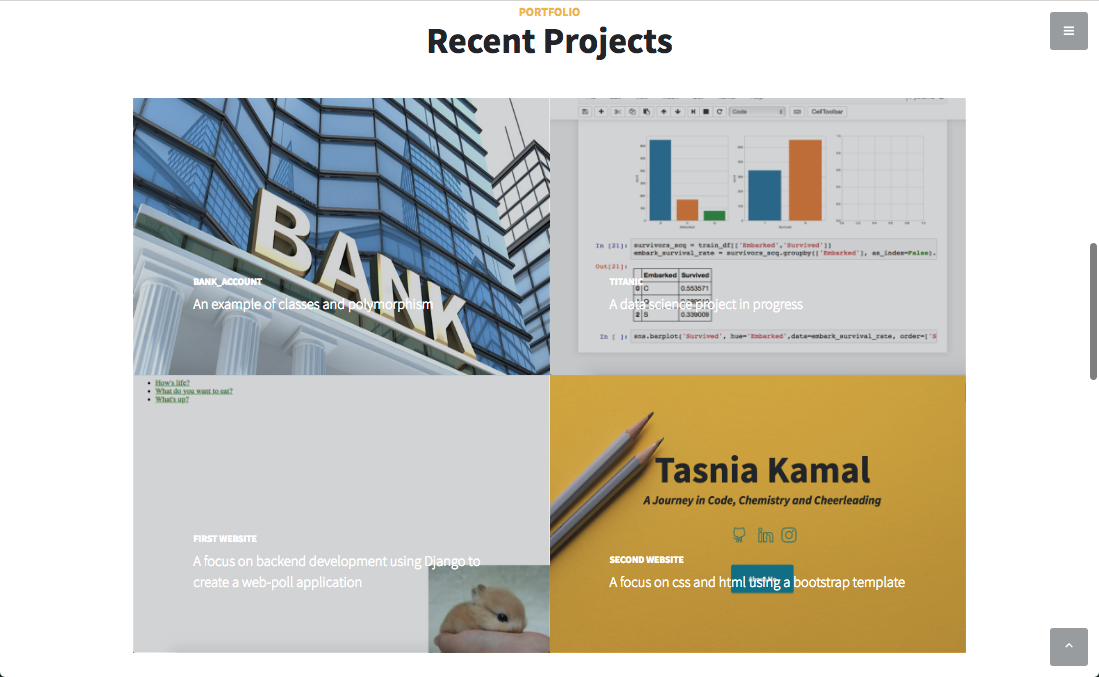 PORTFOLIO
Recent Projects
BANK
BANK_ACCOUNT
An example of classes and polymorphism
Code
CellToolbar
In [21]:
survivors_scq = train_df[['Embarked','Survived']]
embark_survival_rate = survivors_scq.groupby(['Embarked'], as_index=False).
Out[21]:
Embarked Survived
0 C 0.553571
2 S 0.339009
TITANIC
A data science project in progress
In [ ]:
sns.barplot('Survived', hue='Embarked',data=embark_survival_rate, order=['S
How's life?
What do you want to eat?
What's up?
FIRST WEBSITE
A focus on backend development using Django to
create a web-poll application
Tasnia Kamal
A Journey in Code, Chemistry and Cheerleading
SECOND WEBSITE
A focus on css and html using a bootstrap template